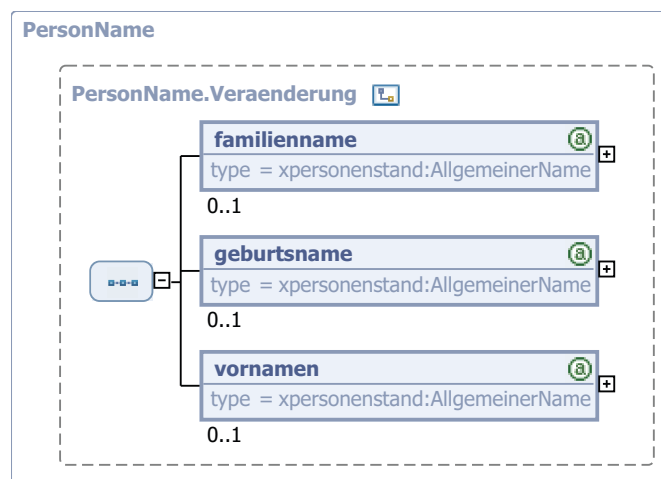 PersonName
PersonName.Veraenderung
familienname
type = xpersonenstand:AllgemeinerName
0..1
geburtsname
type = xpersonenstand:AllgemeinerName
0..1
vornamen
type = xpersonenstand:AllgemeinerName
0..1